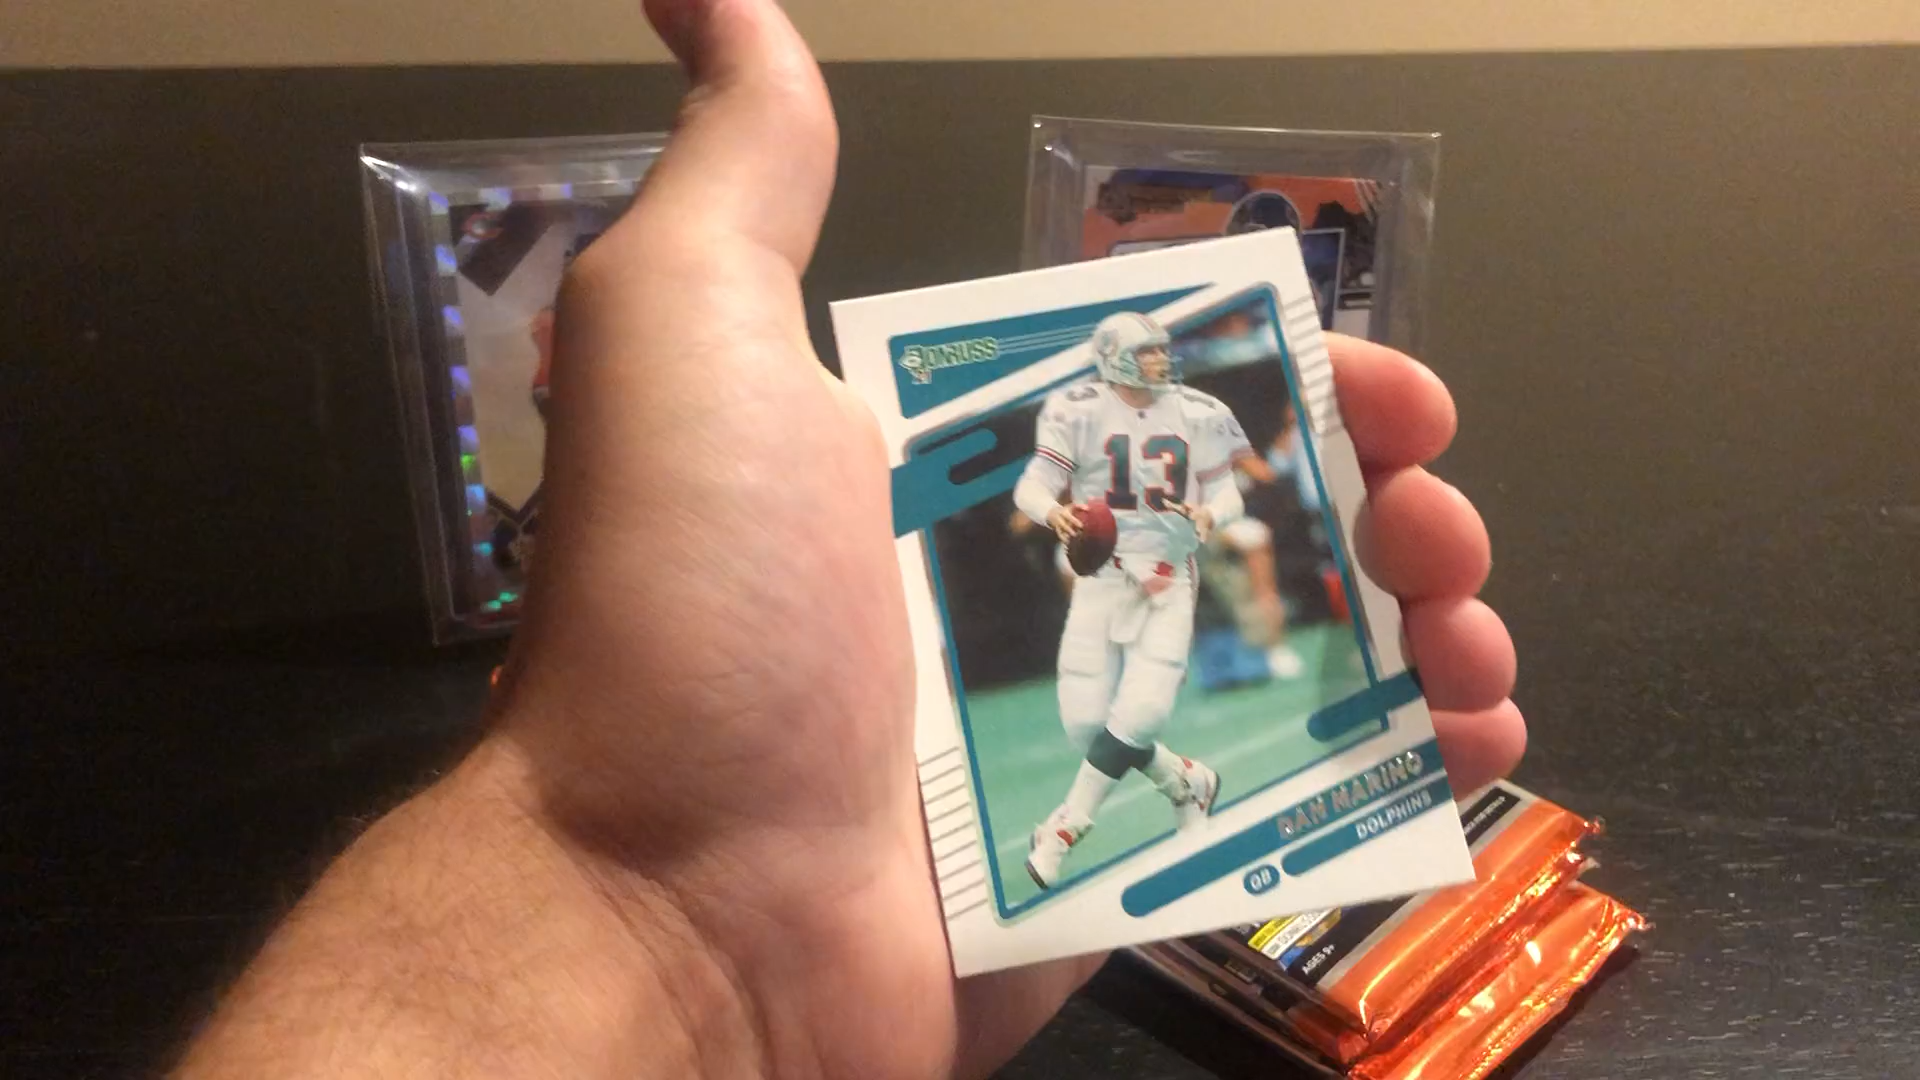 DONRUSS
13
DAN MARINO
DOLPHINS
QB
AGES 9+